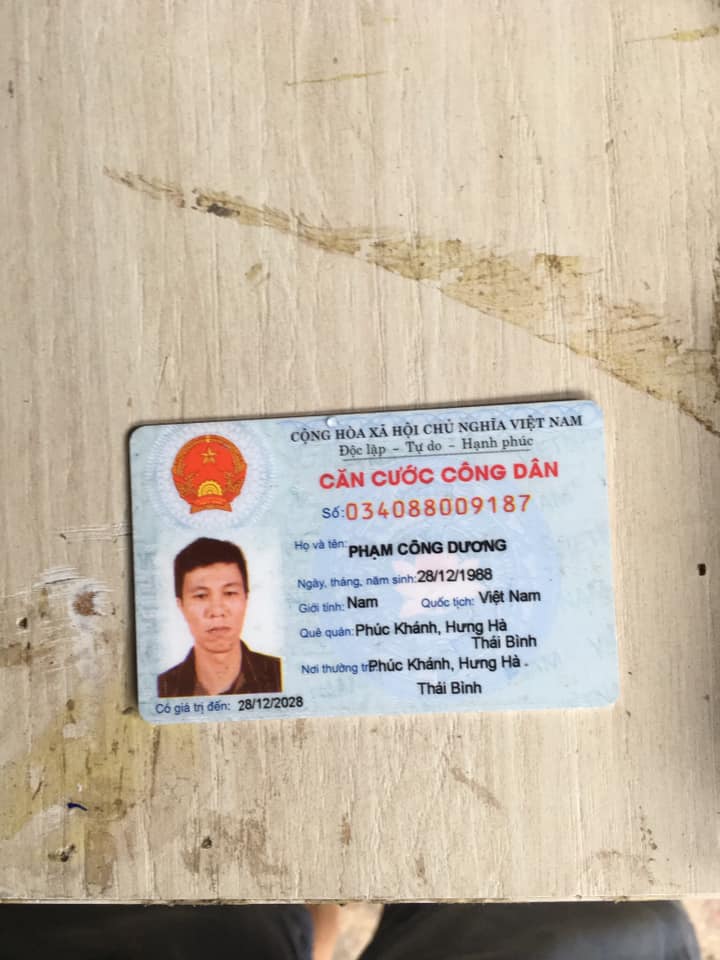 CỘNG HÒA XÃ HỘI CHỦ NGHĨA VIỆT NAM
Độc lập – Tự do – Hạnh phúc
CĂN CƯỚC CÔNG DÂN
Số:034088009187
Họ và tên: PHẠM CÔNG DƯƠNG
Ngày, tháng, năm sinh: 28/12/1988
Giới tính: Nam Quốc tịch: Việt Nam
Quê quán: Phúc Khánh, Hưng Hà
Thái Bình
Nơi thường tr Phúc Khánh, Hưng Hà
Thái Bình
Có giá trị đến: 28/12/2028